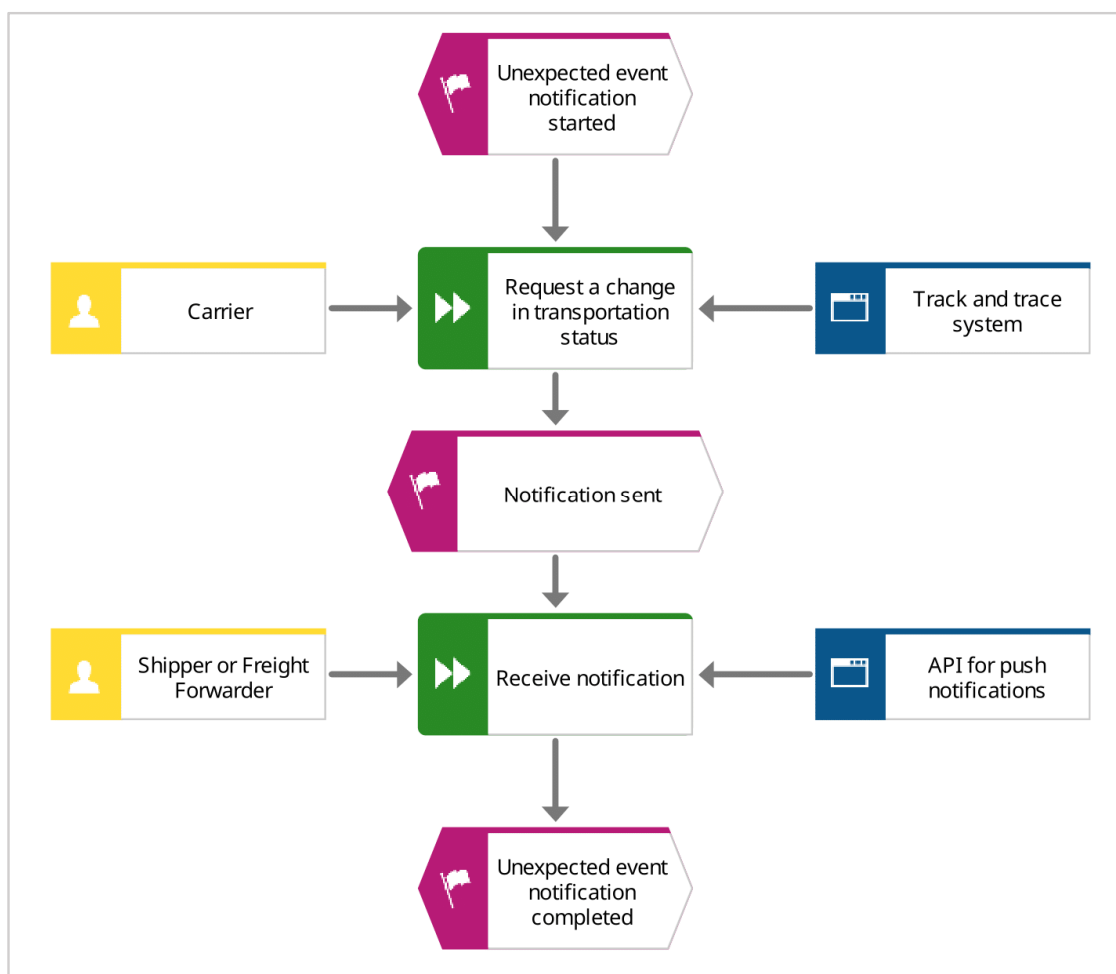 Unexpected event
notification
started
Carrier
Request a change
in transportation
status
Track and trace
system
Notification sent
Shipper or Freight
Forwarder
Receive notification
API for push
notifications
Unexpected event
notification
completed